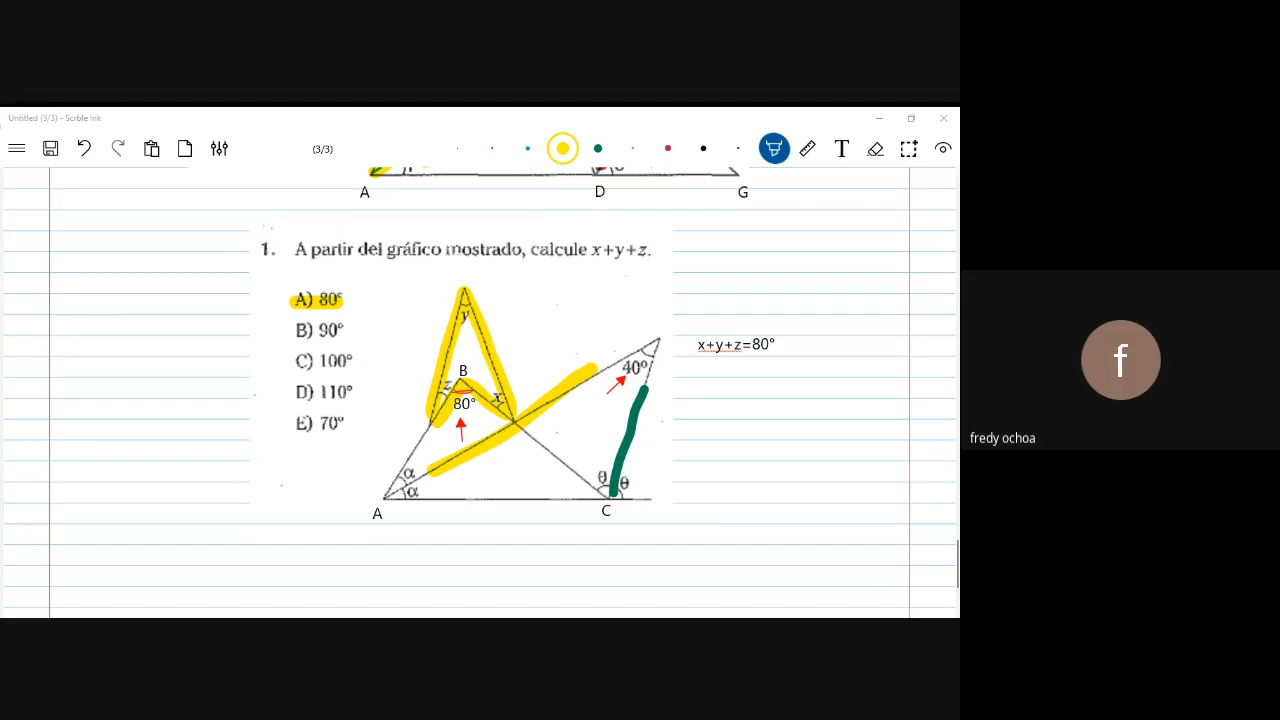 Untitled (3/3) - Scrble Ink
(3/3)
T
A
D
G
1. A partir del gráfico mostrado, calcule x+y+z.
A) 80°
B) 90°
C) 100°
D) 110°
E) 70°
y
B
z
x
80°
40°
x+y+z=80°
α
α
θ
θ
A
C
f
fredy ochoa